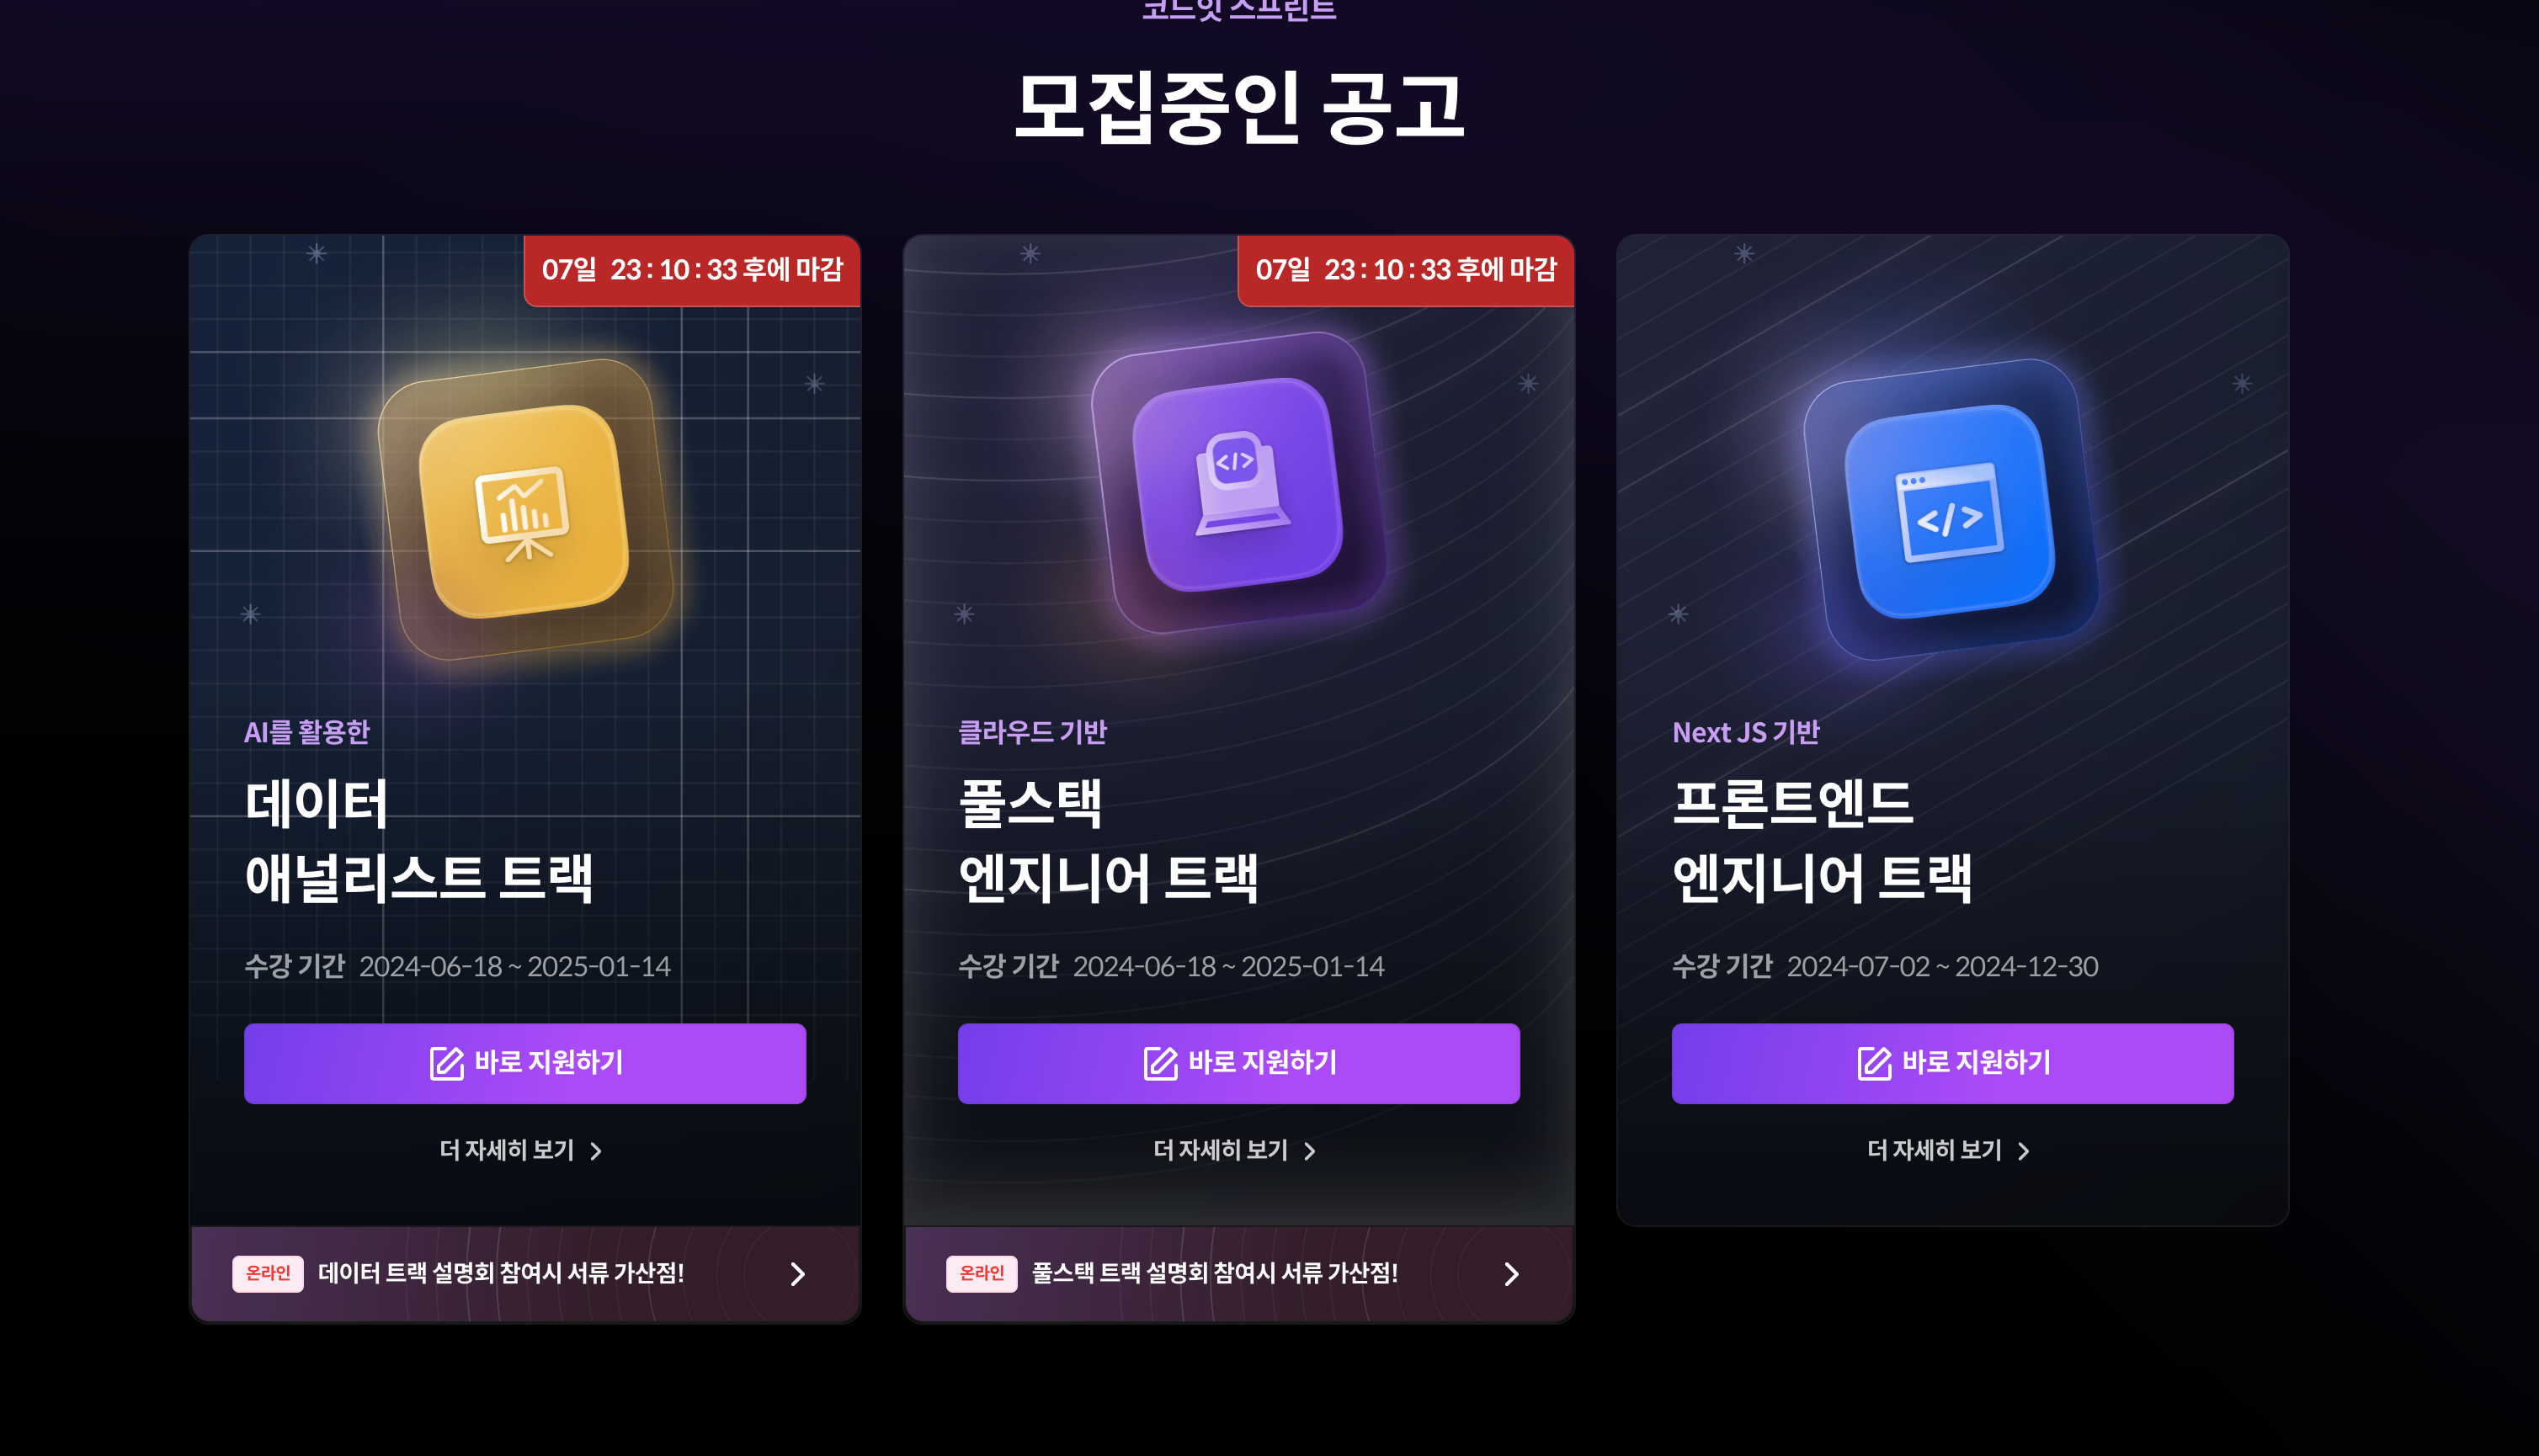 코드잇 스프린트
모집중인 공고
07일 23 : 10 : 33 후에 마감
AI를 활용한
데이터
애널리스트 트랙
수강 기간 2024-06-18 ~ 2025-01-14
바로 지원하기
더 자세히 보기
온라인 데이터 트랙 설명회 참여시 서류 가산점!
07일 23 : 10 : 33 후에 마감
</>
클라우드 기반
풀스택
엔지니어 트랙
수강 기간 2024-06-18 ~ 2025-01-14
바로 지원하기
더 자세히 보기
온라인 풀스택 트랙 설명회 참여시 서류 가산점!
</>
Next JS 기반
프론트엔드
엔지니어 트랙
수강 기간 2024-07-02 ~ 2024-12-30
바로 지원하기
더 자세히 보기